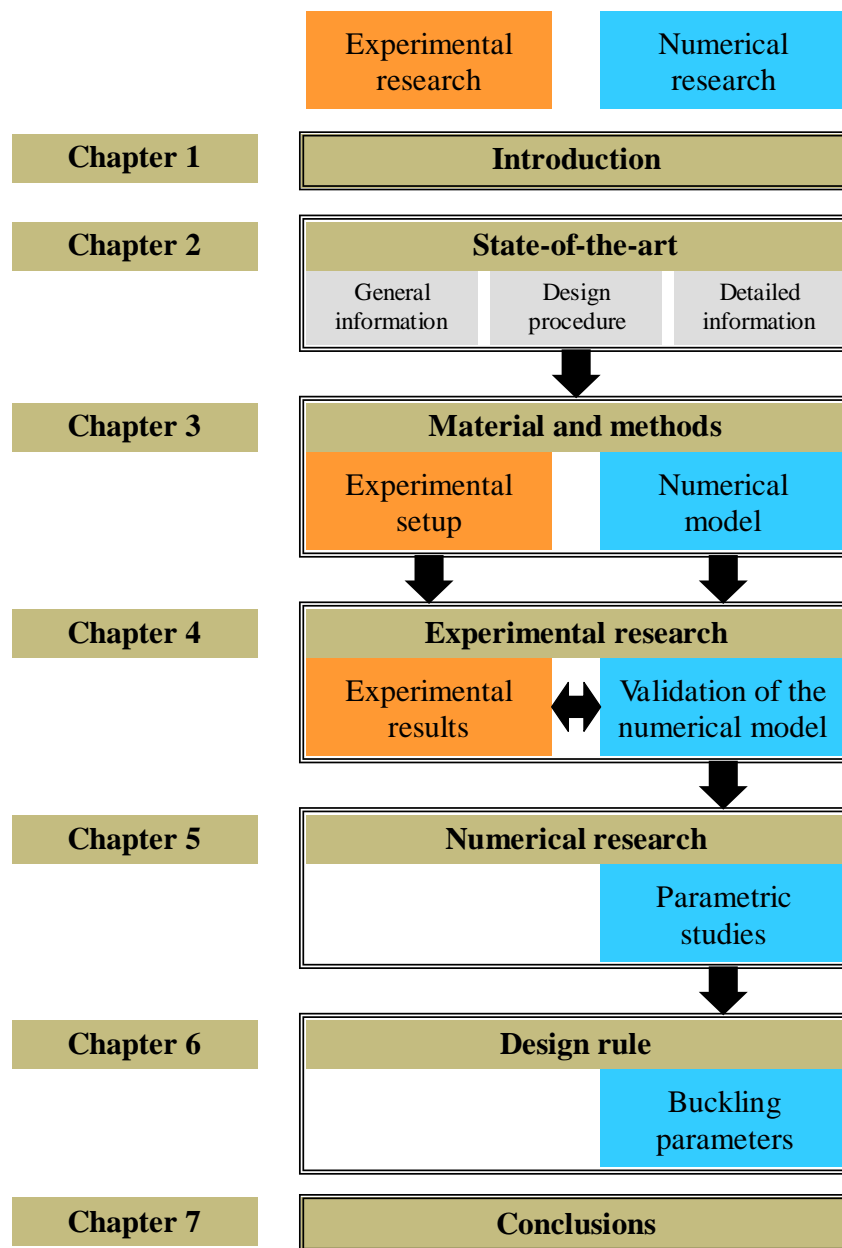 Experimental
research
Numerical
research
Chapter 1
Introduction
Chapter 2
State-of-the-art
General
information
Design
procedure
Detailed
information
Chapter 3
Material and methods
Experimental
setup
Numerical
model
Chapter 4
Experimental research
Experimental
results
Validation of the
numerical model
Chapter 5
Numerical research
Parametric
studies
Chapter 6
Design rule
Buckling
parameters
Chapter 7
Conclusions